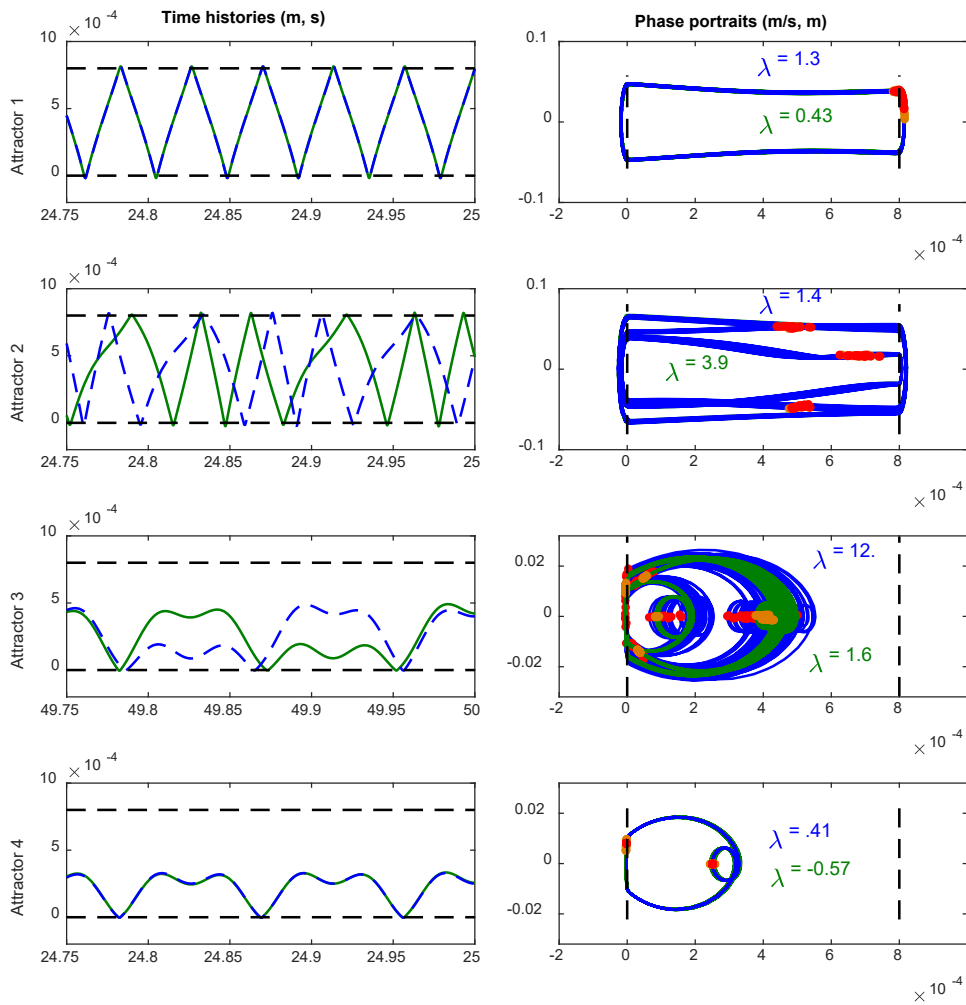 Time histories (m, s)
Phase portraits (m/s, m)
× 10 -4
Attractor 1
10
5
0
24.75 24.8 24.85 24.9 24.95 25
0.1
0
-0.1
λ = 1.3
λ = 0.43
-2 0 2 4 6 8
× 10 -4
× 10 -4
Attractor 2
10
5
0
24.75 24.8 24.85 24.9 24.95 25
0.1
0
-0.1
λ = 1.4
λ = 3.9
-2 0 2 4 6 8
× 10 -4
× 10 -4
Attractor 3
10
5
0
49.75 49.8 49.85 49.9 49.95 50
0.02
0
-0.02
λ = 12.
λ = 1.6
-2 0 2 4 6 8
× 10 -4
× 10 -4
Attractor 4
10
5
0
24.75 24.8 24.85 24.9 24.95 25
0.02
0
-0.02
λ = .41
λ = -0.57
-2 0 2 4 6 8
× 10 -4